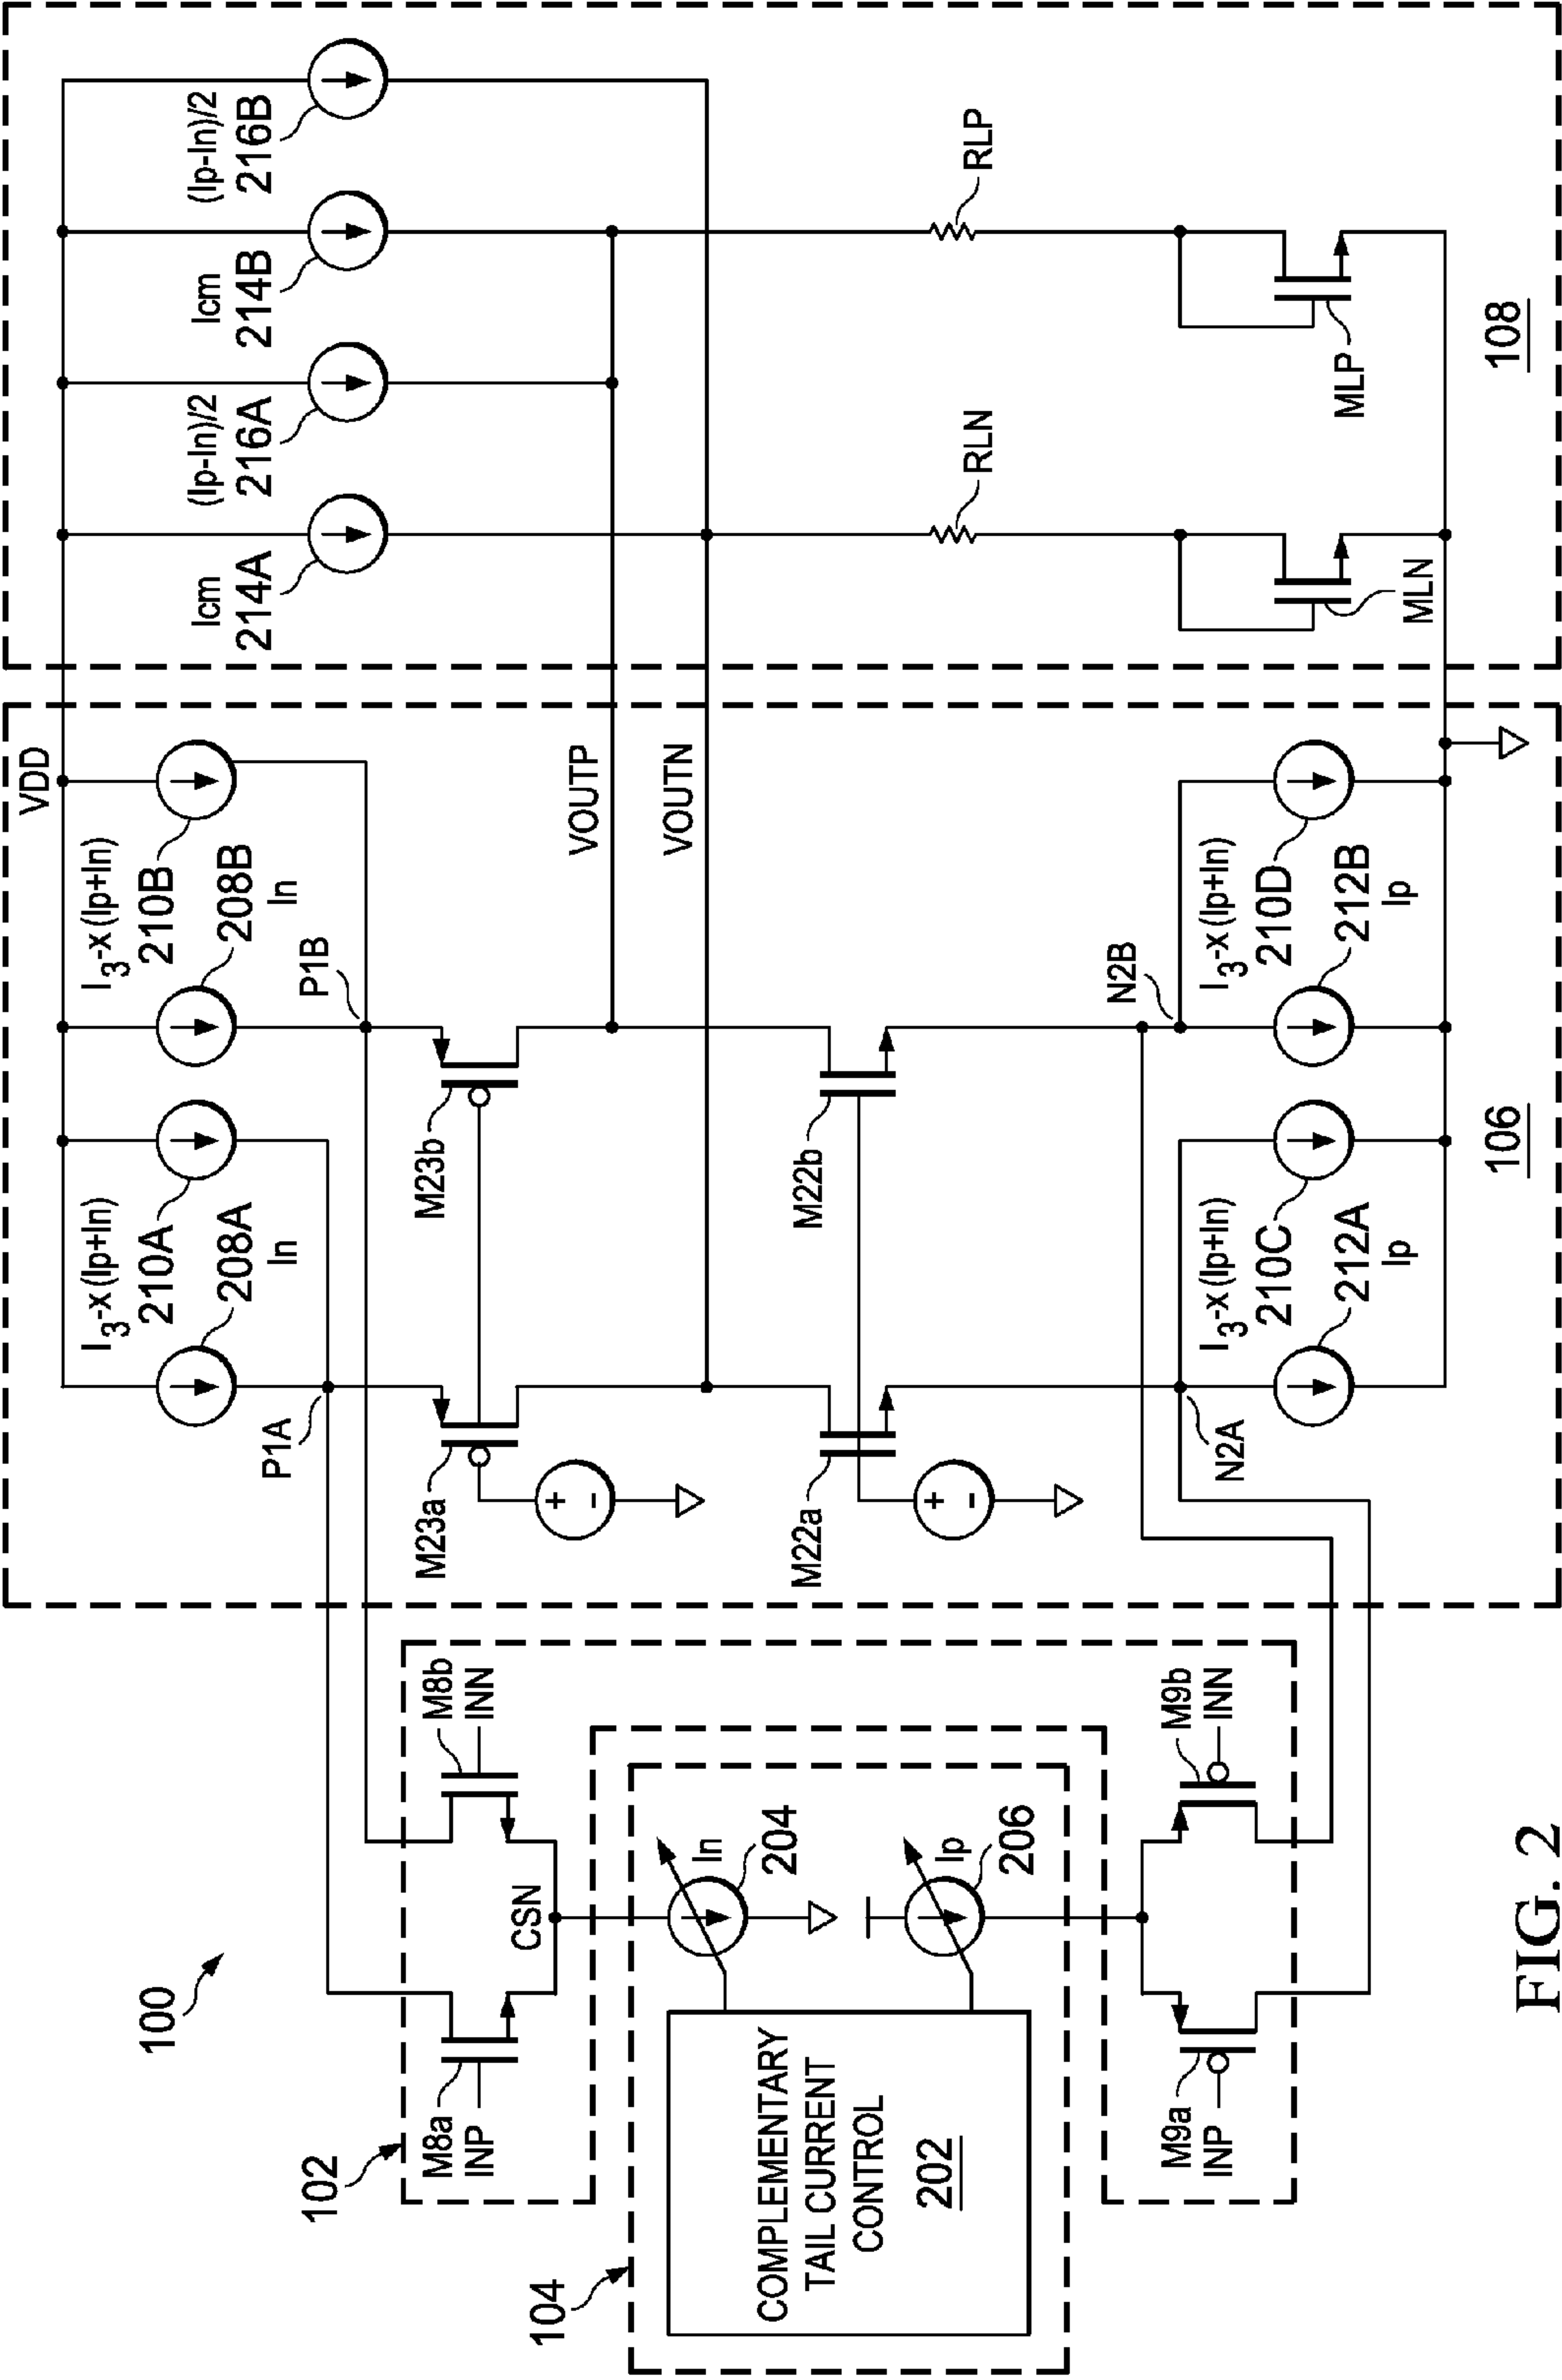 100
102
M8a
INP
M8b
INN
CSN
104
COMPLEMENTARY
TAIL CURRENT
CONTROL
202
In
204
Ip
206
M9a
INP
M9b
INN
VDD
I3-x(Ip+In)
210A
208A
In
I3-x(Ip+In)
210B
208B
In
P1A
P1B
M23a
M23b
VOUTP
VOUTN
M22a
M22b
N2A
N2B
I3-x(Ip+In)
210C
212A
Ip
I3-x(Ip+In)
210D
212B
Ip
+
-
+
-
106
Icm
214A
(Ip-In)/2
216A
Icm
214B
(Ip-In)/2
216B
RLN
RLP
MLN
MLP
108
FIG. 2